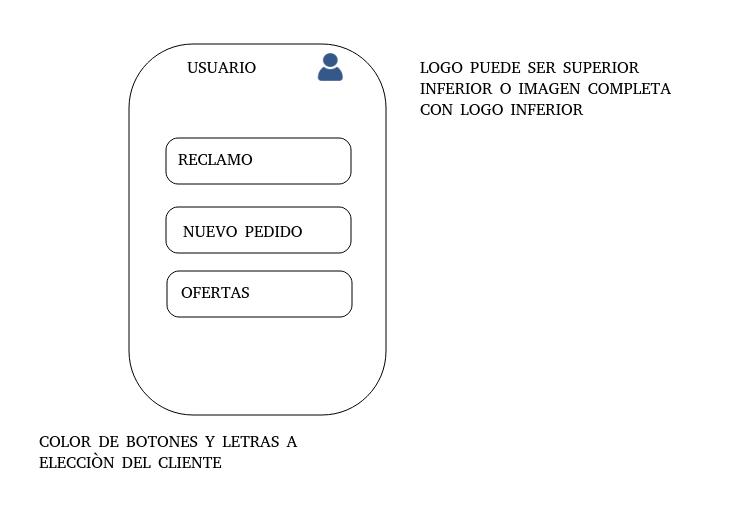 USUARIO
LOGO PUEDE SER SUPERIOR
INFERIOR O IMAGEN COMPLETA
CON LOGO INFERIOR
RECLAMO
NUEVO PEDIDO
OFERTAS
COLOR DE BOTONES Y LETRAS A
ELECCIÒN DEL CLIENTE